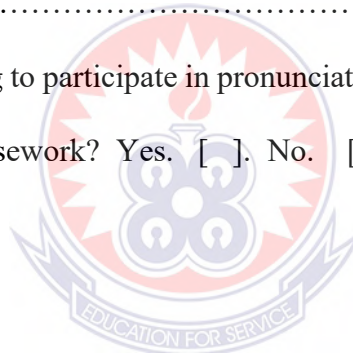 ……………………………
to participate in pronunciat
sework? Yes. [ ]. No. [
EDUCATION FOR SERVICE